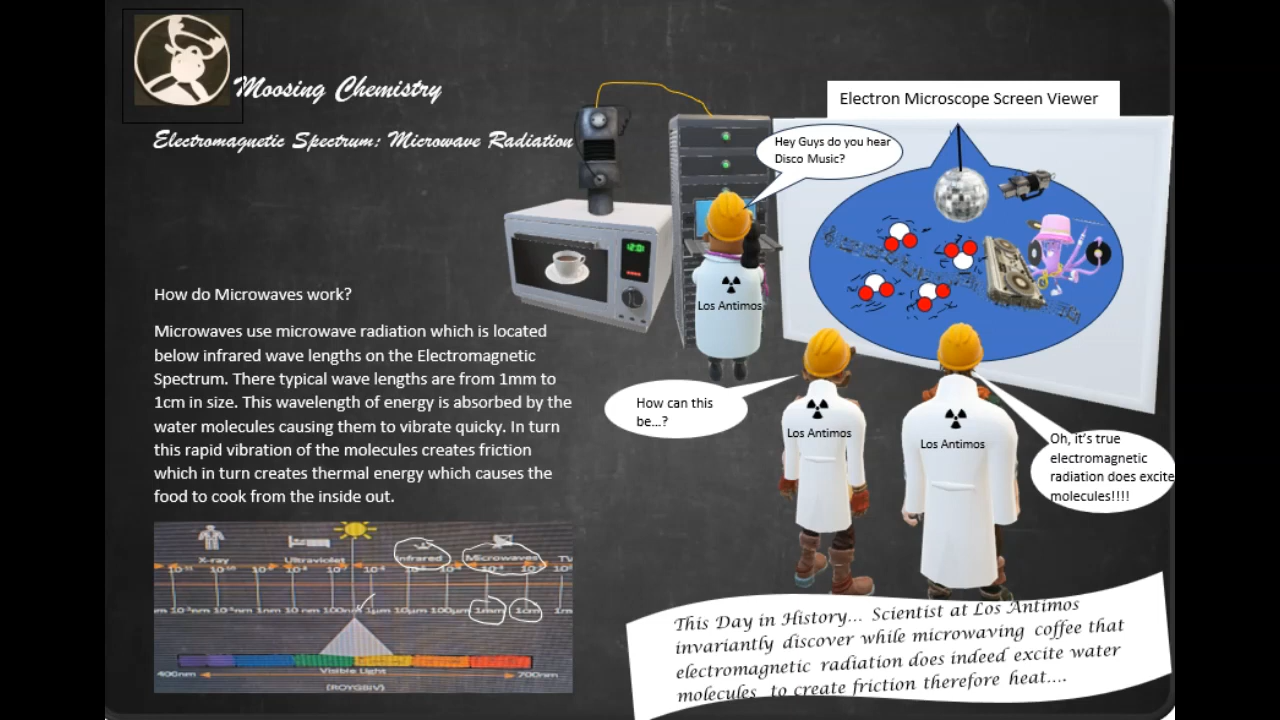 Moosing Chemistry
Electromagnetic Spectrum: Microwave Radiation
Electron Microscope Screen Viewer
Hey Guys do you hear
Disco Music?
12:01
Los Antimos
How do Microwaves work?
Microwaves use microwave radiation which is located
below infrared wave lengths on the Electromagnetic
Spectrum. There typical wave lengths are from 1mm to
1cm in size. This wavelength of energy is absorbed by the
water molecules causing them to vibrate quicky. In turn
this rapid vibration of the molecules creates friction
which in turn creates thermal energy which causes the
food to cook from the inside out.
How can this
be...?
Los Antimos
Los Antimos
Oh, it's true
electromagnetic
radiation does excite
molecules!!!!
X-ray Ultraviolet Infrared Microwaves TV
1nm 10 nm 100nm 1µm 10µm 100µm 1mm 1cm
400nm Visible Light 700nm
(ROYGBIV)
This Day in History... Scientist at Los Antimos
invariantly discover while microwaving coffee that
electromagnetic radiation does indeed excite water
molecules to create friction therefore heat....